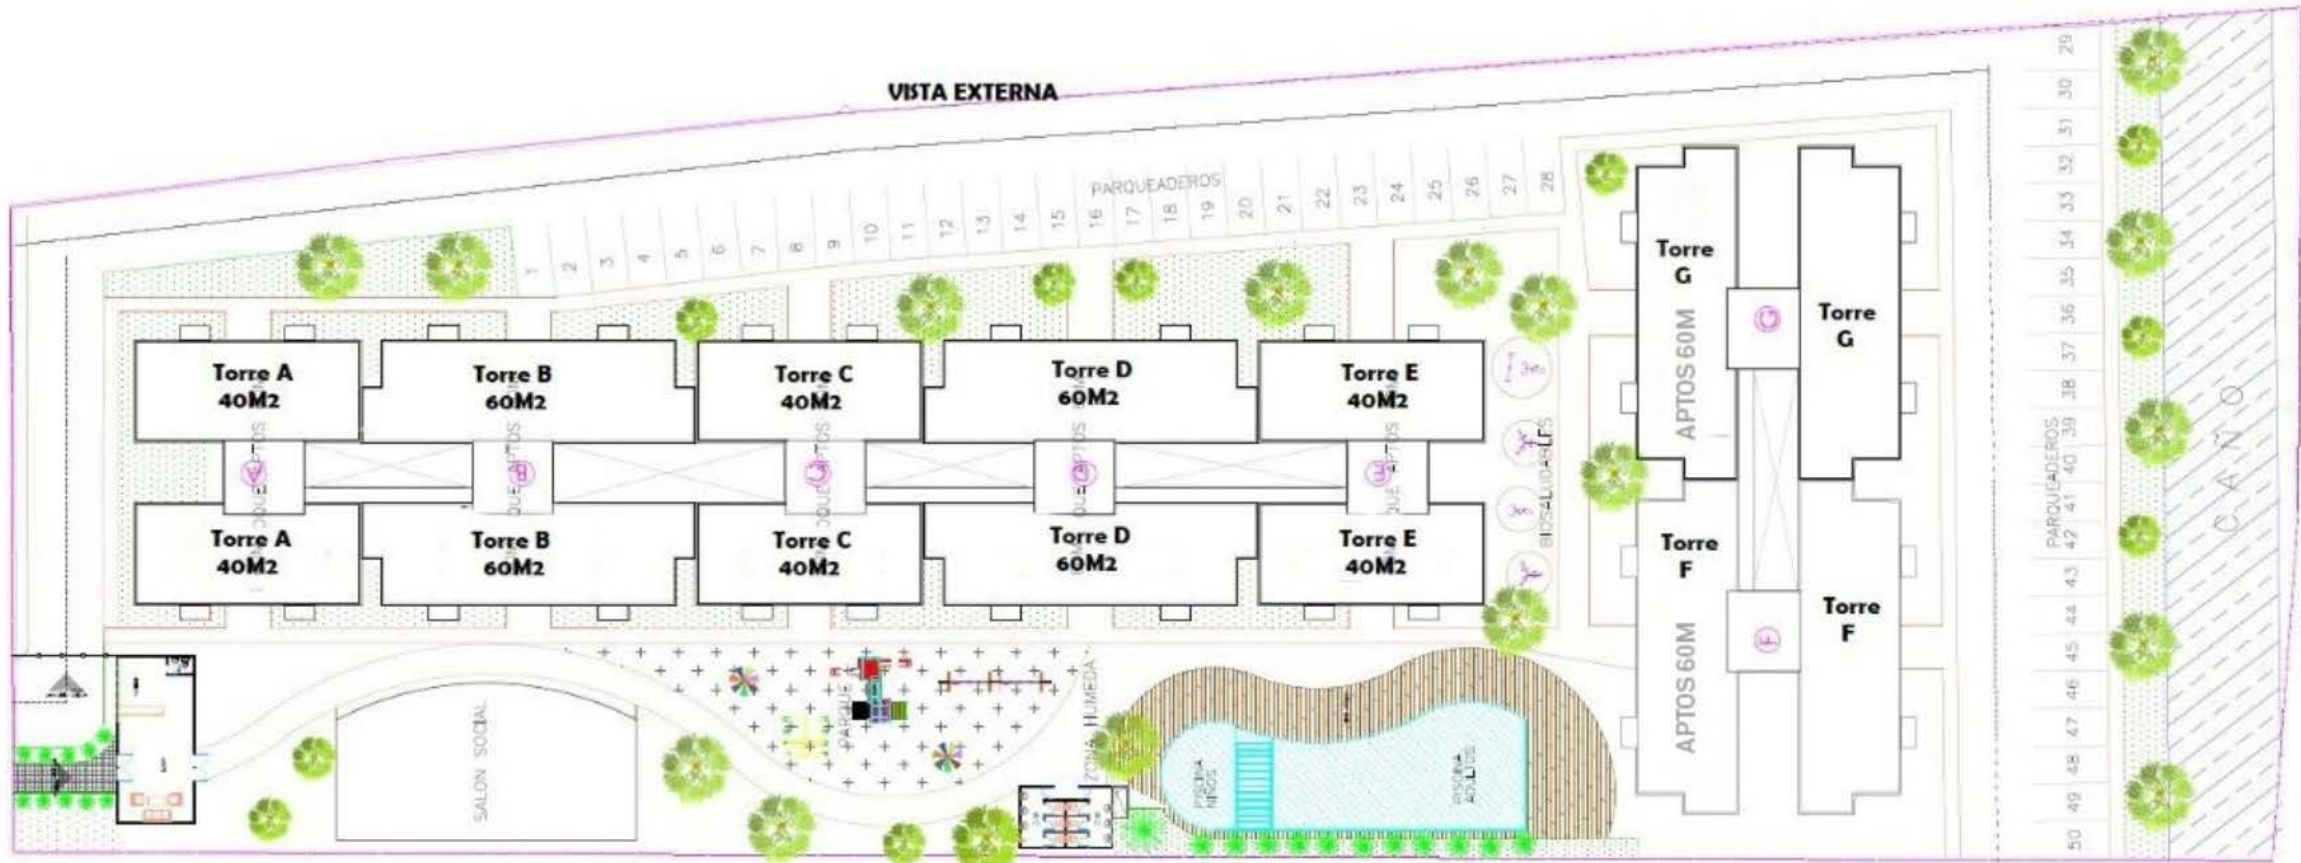 VISTA EXTERNA
PARQUEADEROS
1
2
3
4
5
6
7
8
9
10
11
12
13
14
15
16
17
18
19
20
21
22
23
24
25
26
27
28
29
30
31
32
33
34
35
36
37
38
39
40
41
42
43
44
45
46
47
48
49
50
PARQUEADEROS
CAÑO
Torre A
40M2
Torre B
60M2
Torre C
40M2
Torre D
60M2
Torre E
40M2
APTOS
APTOS
APTOS
A
B
C
D
E
Torre A
40M2
Torre B
60M2
Torre C
40M2
Torre D
60M2
Torre E
40M2
BIOSALUDABLES
Torre
G
APTOS 60M
G
Torre
G
Torre
F
APTOS 60M
F
Torre
F
SALON SOCIAL
PARQUE
ZONA HUMEDA
PISCINA
NIÑOS
PISCINA
ADULTOS